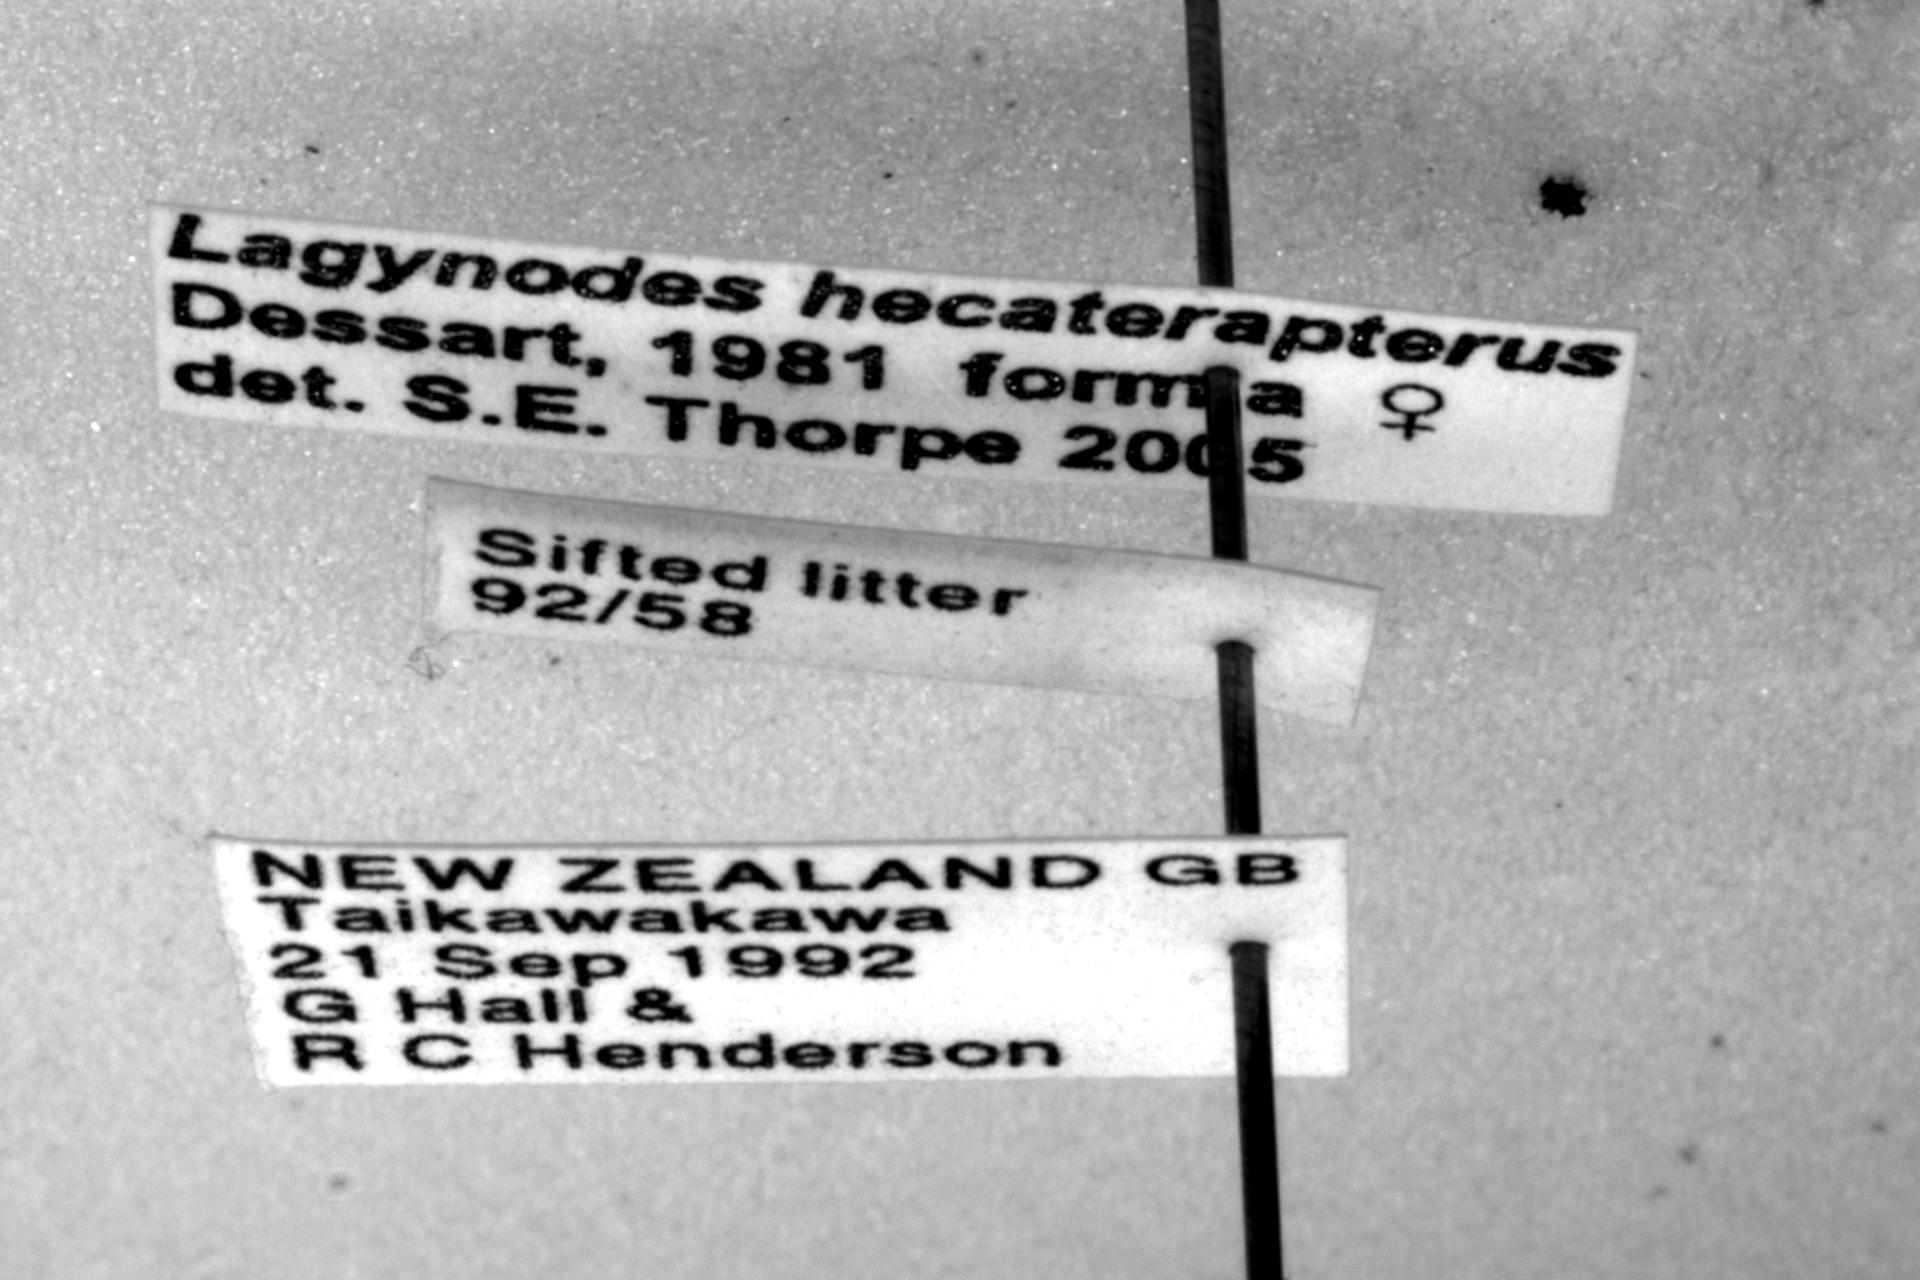 Lagynodes hecaterapterus
Dessart, 1981 forma ♀
det. S.E. Thorpe 2005
Sifted litter
92/58
NEW ZEALAND GB
Taikawakawa
21 Sep 1992
G Hall &
R C Henderson